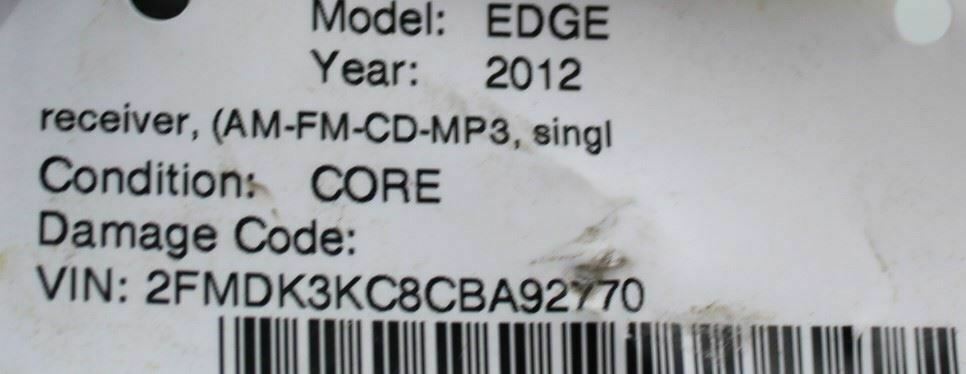 Model: EDGE
Year: 2012
receiver, (AM-FM-CD-MP3, singl
Condition: CORE
Damage Code:
VIN: 2FMDK3KC8CBA92770